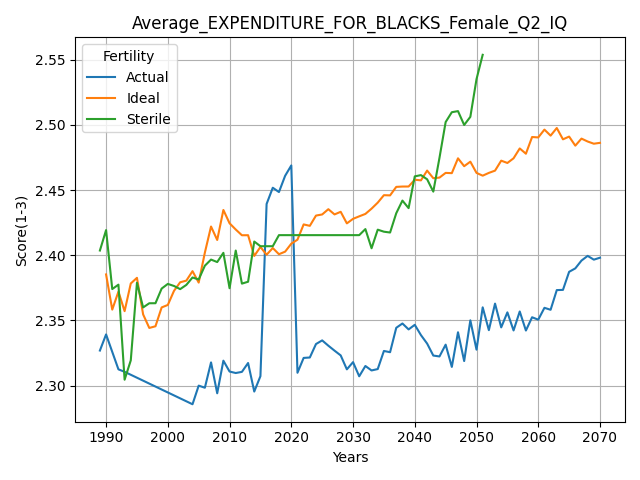 Average_EXPENDITURE_FOR_BLACKS_Female_Q2_IQ
Fertility
Actual
Ideal
Sterile
Score(1-3)
2.55
2.50
2.45
2.40
2.35
2.30
1990 2000 2010 2020 2030 2040 2050 2060 2070
Years